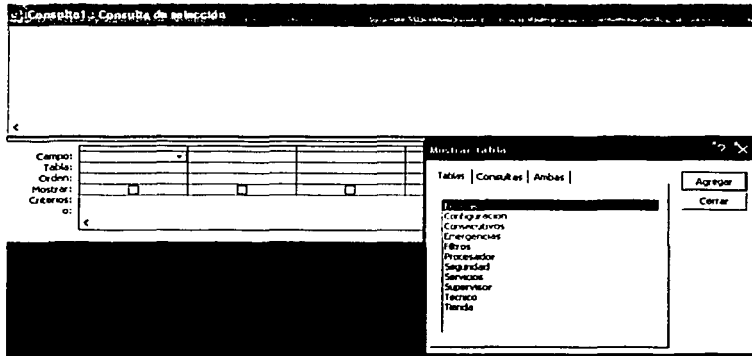 Consulta1 : Consulta de selección
Campo:
Tabla:
Orden:
Mostrar:
Criterios:
o:
Mostrar tabla
Tablas Consultas Ambas
Agregar
Cerrar
Configuracion
Consecutivos
Emergencias
Filtros
Procesador
Seguridad
Servicios
Supervisor
Tecnico
Tienda